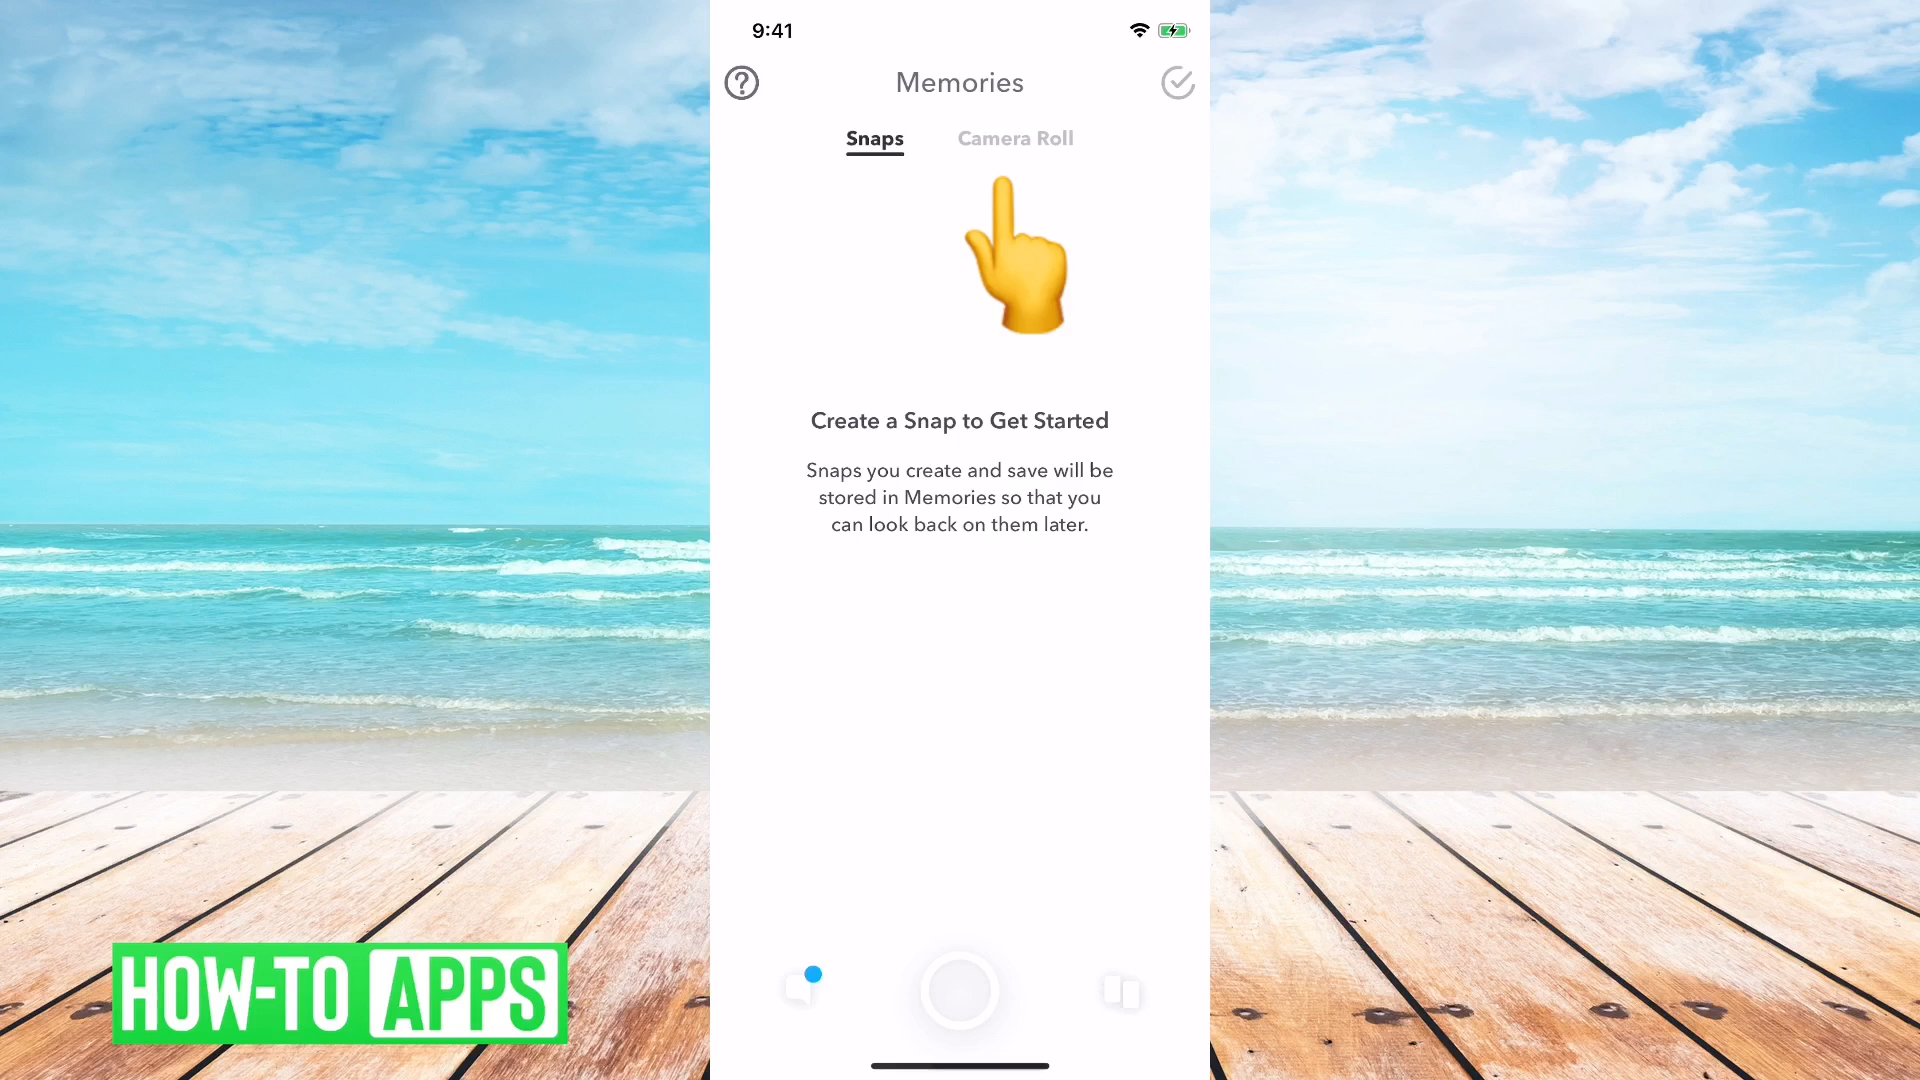 9:41
Memories
Snaps
Camera Roll
Create a Snap to Get Started
Snaps you create and save will be
stored in Memories so that you
can look back on them later.
HOW-TO APPS